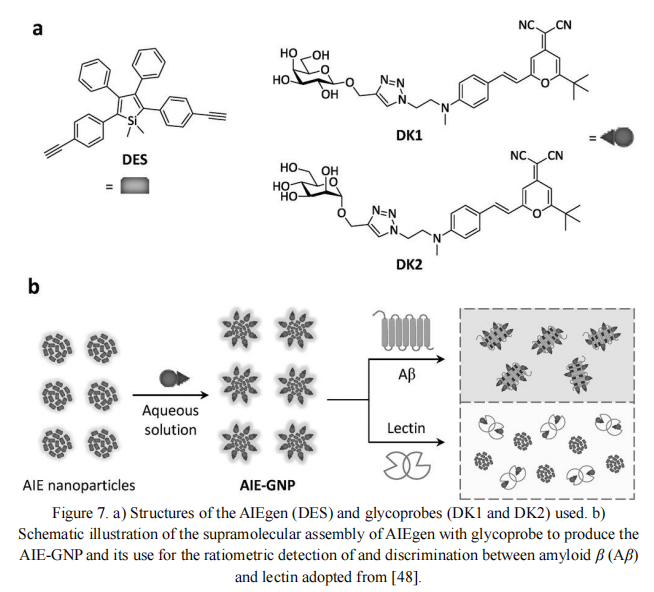 a
HO OH
HO
OH
O
O
N=N
N
N
NC CN
O
DK1
Si
DES
=
=
HO OH
HO
HO
O
O
N=N
N
N
NC CN
O
DK2
b
Aβ
Aqueous
solution
Lectin
AIE nanoparticles
AIE-GNP
Figure 7. a) Structures of the AIEgen (DES) and glycoprobes (DK1 and DK2) used. b)
Schematic illustration of the supramolecular assembly of AIEgen with glycoprobe to produce the
AIE-GNP and its use for the ratiometric detection of and discrimination between amyloid β (Aβ)
and lectin adopted from [48].